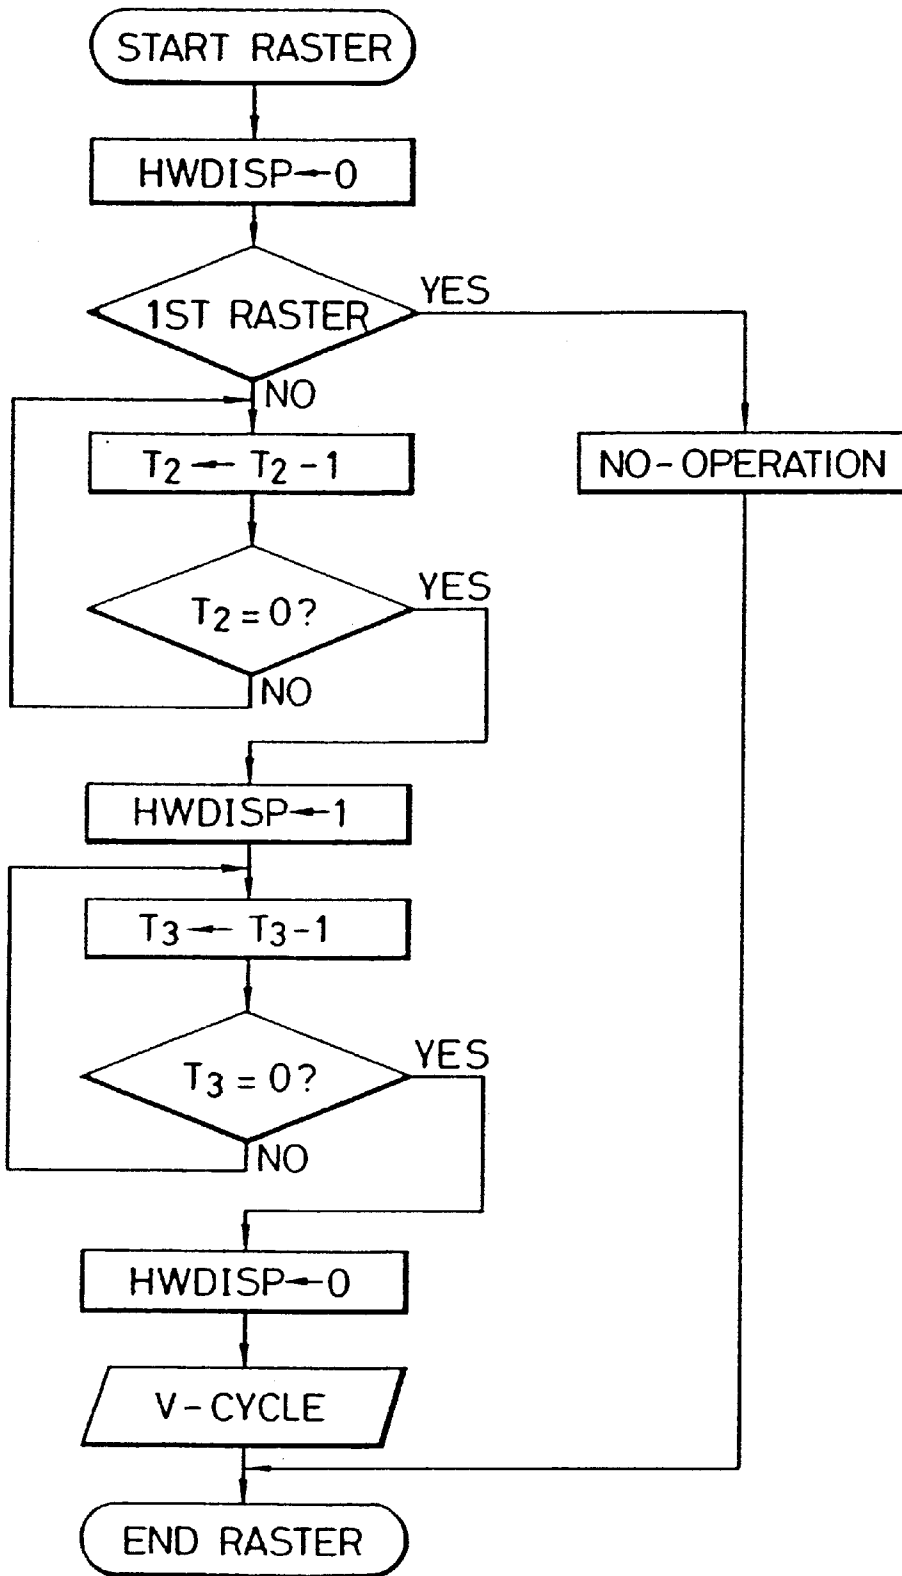 START RASTER
HWDISP←0
1ST RASTER
YES
NO
T2 ← T2-1
NO-OPERATION
T2 = 0?
YES
NO
HWDISP←1
T3 ← T3-1
T3 = 0?
YES
NO
HWDISP←0
V-CYCLE
END RASTER